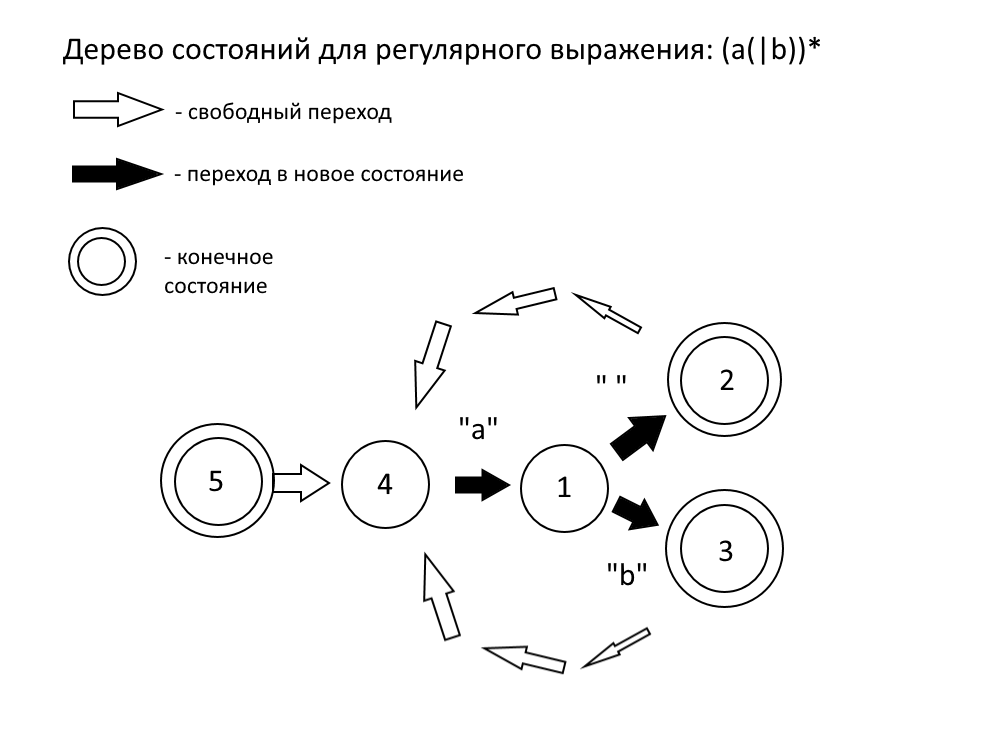 Дерево состояний для регулярного выражения: (a(|b))*
- свободный переход
- переход в новое состояние
- конечное
состояние
" "
2
"a"
5
4
1
3
"b"